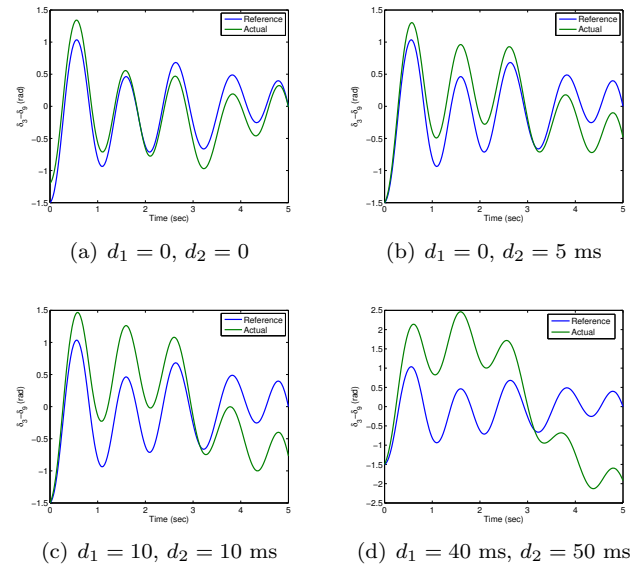 1.5
1
0.5
0
−0.5
−1
−1.5
0 1 2 3 4 5
Time (sec)
δ3−δ9 (rad)
Reference
Actual
(a) d1 = 0, d2 = 0
1.5
1
0.5
0
−0.5
−1
−1.5
0 1 2 3 4 5
Time (sec)
δ3−δ9 (rad)
Reference
Actual
(b) d1 = 0, d2 = 5 ms
1.5
1
0.5
0
−0.5
−1
−1.5
0 1 2 3 4 5
Time (sec)
δ3−δ9 (rad)
Reference
Actual
(c) d1 = 10, d2 = 10 ms
2.5
2
1.5
1
0.5
0
−0.5
−1
−1.5
−2
−2.5
0 1 2 3 4 5
Time (sec)
δ3−δ9 (rad)
Reference
Actual
(d) d1 = 40 ms, d2 = 50 ms